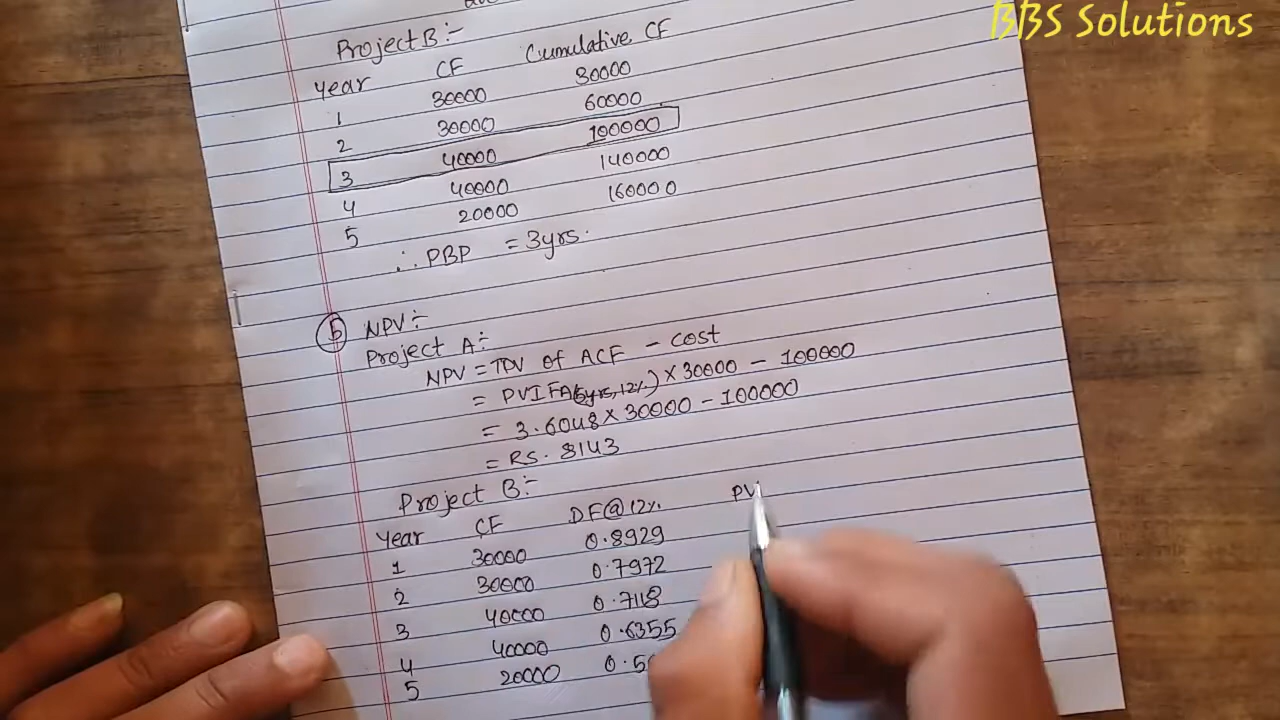 BBS Solutions
Project B:-
Year CF Cumulative CF
1 30000 30000
2 30000 60000
3 40000 100000
4 40000 140000
5 20000 160000
∴ PBP = 3yrs.
5 NPV:-
Project A:-
NPV = TPV of ACF - cost
= PVIFA(5yrs,12%) × 30000 - 100000
= 3.6048 × 30000 - 100000
= RS. 8143
Project B:-
Year CF DF@12% PV
1 30000 0.8929
2 30000 0.7972
3 40000 0.7118
4 40000 0.6355
5 20000